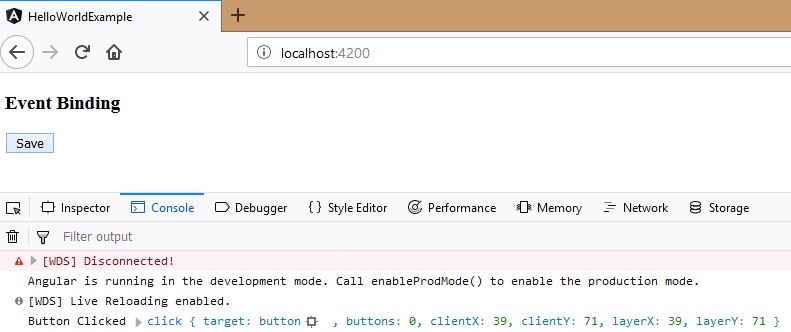 HelloWorldExample
localhost:4200
Event Binding
Save
Inspector Console Debugger {} Style Editor Performance Memory Network Storage
Filter output
[WDS] Disconnected!
Angular is running in the development mode. Call enableProdMode() to enable the production mode.
[WDS] Live Reloading enabled.
Button Clicked click { target: button , buttons: 0, clientX: 39, clientY: 71, layerX: 39, layerY: 71 }